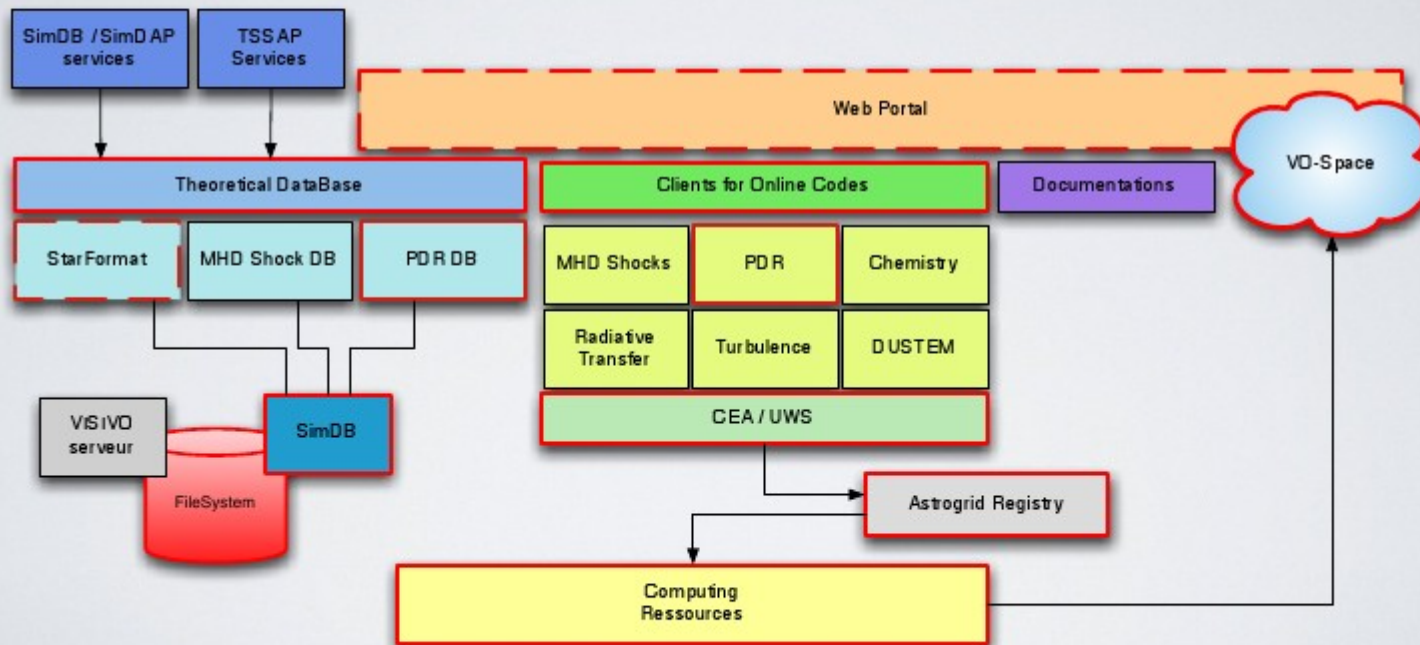 SimDB / SimDAP
services
TSSAP
Services
Web Portal
VO-Space
Theoretical DataBase
Clients for Online Codes
Documentations
StarFormat
MHD Shock DB
PDR DB
MHD Shocks
PDR
Chemistry
Radiative
Transfer
Turbulence
DUSTEM
CEA / UWS
VISIVO
serveur
SimDB
FileSystem
Astrogrid Registry
Computing
Ressources